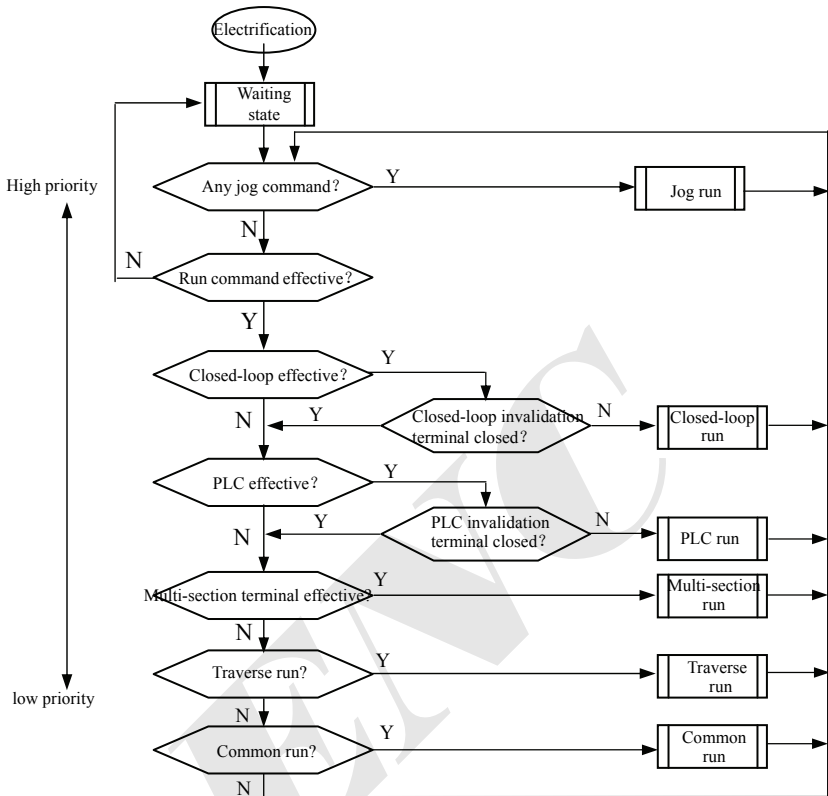 Electrification
Waiting
state
Any jog command?
Y
Jog run
High priority
N
N
Run command effective?
Y
Closed-loop effective?
Y
N
Y
Closed-loop invalidation
terminal closed?
N
Closed-loop
run
PLC effective?
Y
N
Y
PLC invalidation
terminal closed?
N
PLC run
Multi-section terminal effective?
Y
Multi-section
run
N
Traverse run?
Y
Traverse
run
low priority
N
Common run?
Y
Common
run
N
ENC